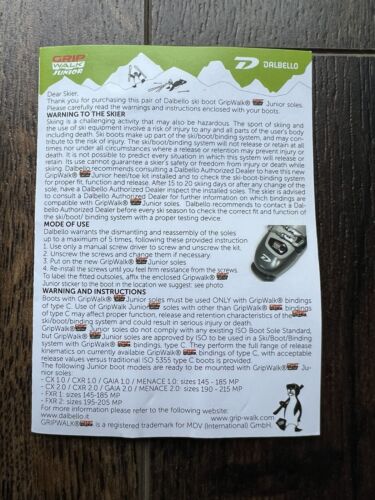 GRIP
WALK
JUNIOR
DALBELLO
Dear Skier,
Thank you for purchasing this pair of Dalbello ski boot GripWalk® Junior soles.
Please carefully read the warnings and instructions enclosed with your boots.
WARNING TO THE SKIER
Skiing is a challenging activity that may also be hazardous. The sport of skiing and
the use of ski equipment involve a risk of injury to any and all parts of the user's body
including death. Ski boots make up part of the ski/boot/binding system, and may con-
tribute to the risk of injury. The ski/boot/binding system will not release or retain at all
times nor under all circumstances where a release or retention may prevent injury or
death. It is not possible to predict every situation in which this system will release or
retain. Its use cannot guarantee a skier's safety or freedom from injury or death while
skiing. Dalbello recommends consulting a Dalbello Authorized Dealer to have this new
GripWalk® Junior heel/toe kit installed and to check the ski-boot-binding system
for proper fit, function and release. After 15 to 20 skiing days or after any change of the
sole, have a Dalbello Authorized Dealer inspect the installed soles. The skier is advised
to consult a Dalbello Authorized Dealer for further information on which bindings are
compatible with GripWalk® Junior soles. Dalbello recommends to contact a Dal-
bello Authorized Dealer before every ski season to check the correct fit and function of
the ski/boot/ binding system with a proper testing device.
MODE OF USE
Dalbello warrants the dismantling and reassembly of the soles
up to a maximum of 5 times, following these provided instruction
1. Use only a manual screw driver to screw and unscrew the kit.
2. Unscrew the screws and change them if necessary.
3. Put on the new GripWalk® Junior soles
4. Re-install the screws until you feel firm resistance from the screws
To label the fitted outsoles, affix the enclosed GripWalk®
Junior sticker to the boot in the location we suggest: see photo.
WARNING AND INSTRUCTIONS
Boots with GripWalk® Junior soles must be used ONLY with GripWalk® bindings
of type C. Use of GripWalk Junior soles with other than GripWalk® bindings
of type C may affect proper function, release and retention characteristics of the
ski/boot/binding system and could result in serious injury or death.
GripWalk® Junior soles do not comply with any existing ISO Boot Sole Standard,
but GripWalk® Junior soles are approved by ISO to be used in a Ski/Boot/Binding
system with GripWalk® bindings, type C. They perform the full range of release
kinematics on currently available GripWalk® bindings of type C, with acceptable
release values versus traditional ISO 5355 type C boots is provided.
The following Junior boot models are ready to be mounted with GripWalk® Ju-
nior soles:
- CX 1.0 / CXR 1.0 / GAIA 1.0 / MENACE 1.0: sizes 145 - 185 MP
- CX 2.0 / CXR 2.0 / GAIA 2.0 / MENACE 2.0: sizes 190 - 215 MP
- FXR 1: sizes 145-185 MP
- FXR 2: sizes 195-205 MP
For more information please refer to the following website:
www.dalbello.it www.grip-walk.com
GRIPWALK® is a registered trademark for MDV (International) GmbH.